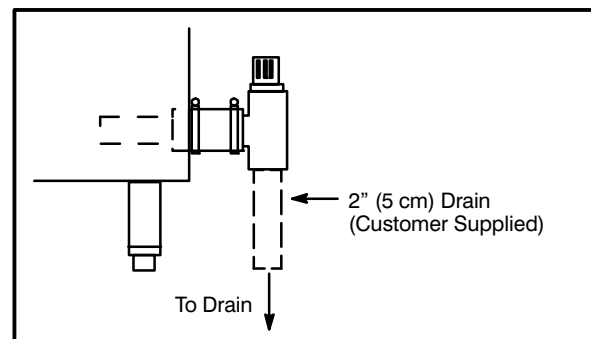 2” (5 cm) Drain
(Customer Supplied)
To Drain